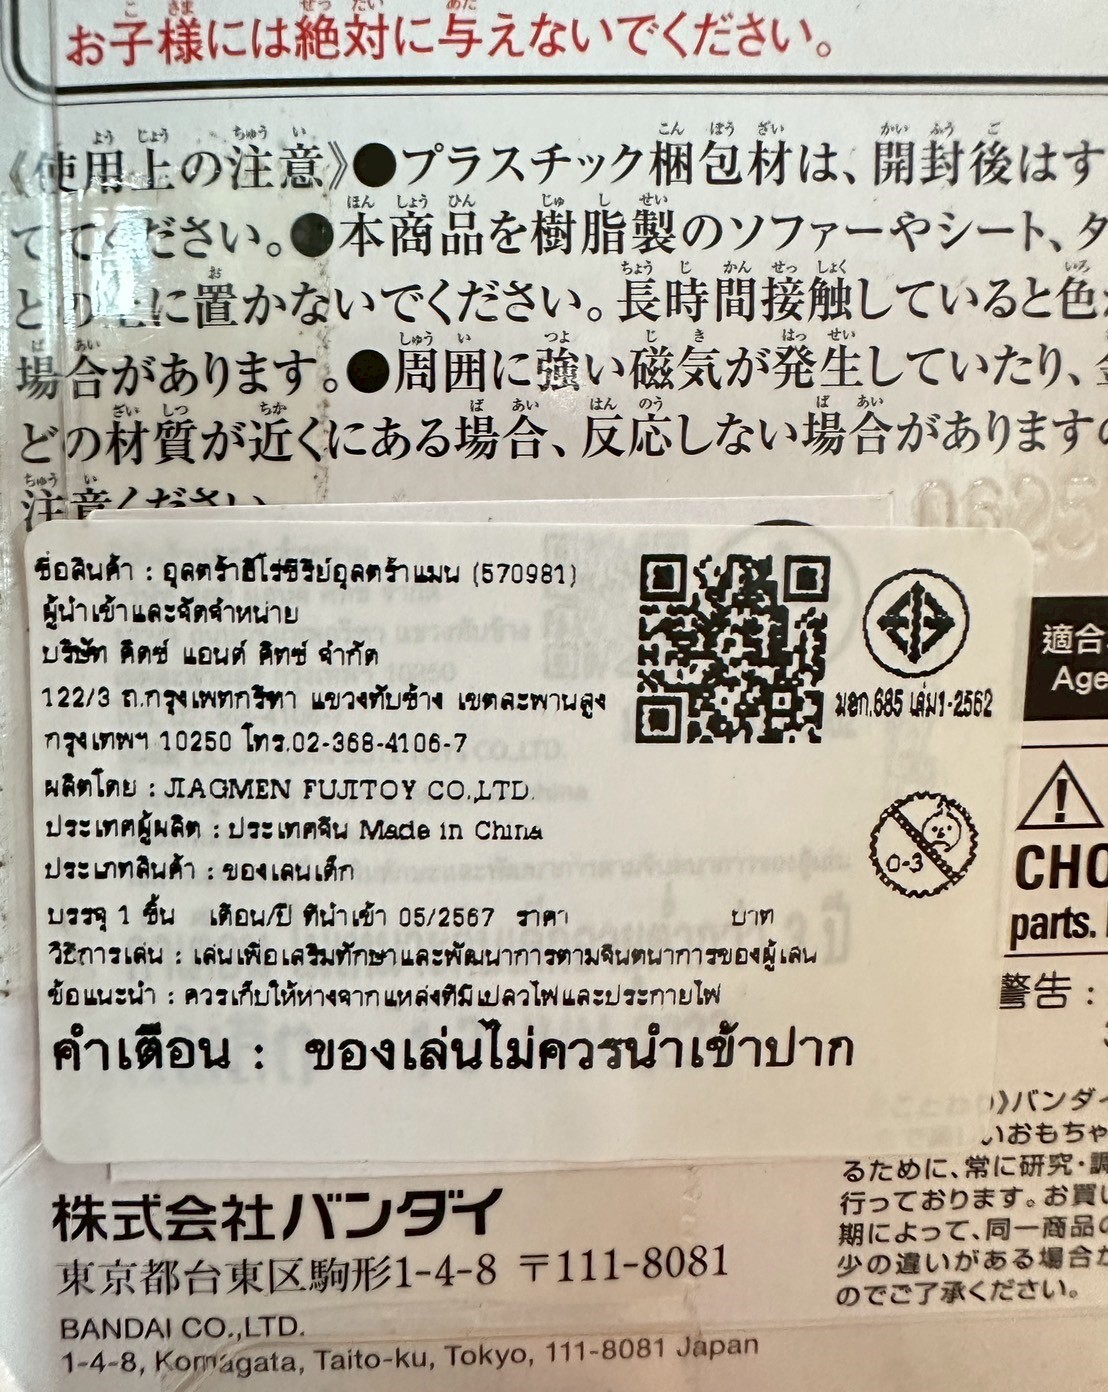 お子様には絶対に与えないでください。
《使用上の注意》●プラスチック梱包材は、開封後はす
ててください。●本商品を樹脂製のソファーやシート、タ
どの上に置かないでください。長時間接触していると色
場合があります。●周囲に強い磁気が発生していたり、
どの材質が近くにある場合、反応しない場合がありますの
注意ください
ชื่อสินค้า : อุลตร้าฮีโร่ซีรีย์อุลตร้าแมน (570981)
ผู้นำเข้าและจัดจำหน่าย
บริษัท คิดซ์ แอนด์ คิทซ์ จำกัด
122/3 ถ.กรุงเทพกรีฑา แขวงทับช้าง เขตสะพานสูง
กรุงเทพฯ 10250 โทร.02-368-4106-7
ผลิตโดย : JIAGMEN FUJITOY CO.,LTD.
ประเทศผู้ผลิต : ประเทศจีน Made in China
ประเภทสินค้า : ของเล่นเด็ก
บรรจุ 1 ชิ้น เดือน/ปี ที่นำเข้า 05/2567 ราคา บาท
วิธีการเล่น : เล่นเพื่อเสริมทักษาและพัฒนาการตามจินตนาการของผู้เล่น
ข้อแนะนำ : ควรเก็บให้ห่างจากแหล่งที่มีเปลวไฟและประกายไฟ
คำเตือน : ของเล่นไม่ควรนำเข้าปาก
มอก.685 เล่ม1-2562
0-3
適合
Age
CHO
parts.
警告：
》バンダイ
いおもちゃ
るために、常に研究・調
行っております。お買い
期によって、同一商品の
少の違いがある場合が
のでご了承ください。
株式会社バンダイ
東京都台東区駒形1-4-8 〒111-8081
BANDAI CO.,LTD.
1-4-8, Komagata, Taito-ku, Tokyo, 111-8081 Japan